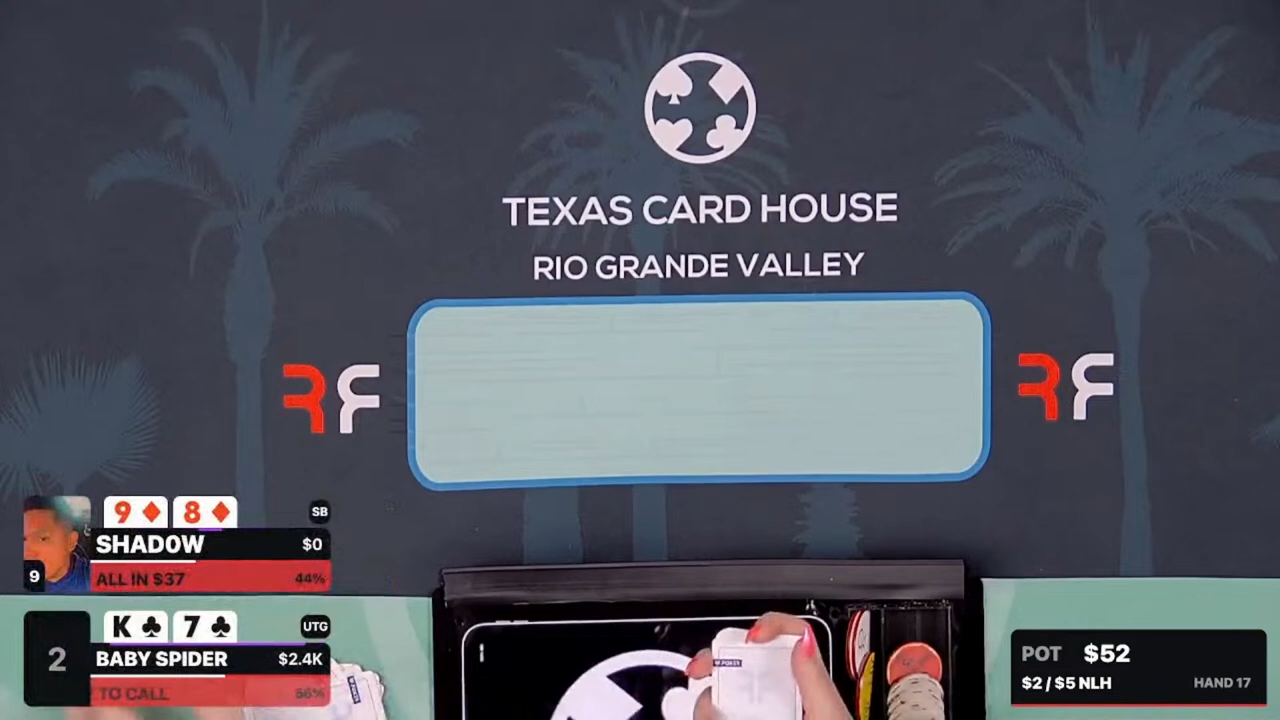 TEXAS CARD HOUSE
RIO GRANDE VALLEY
RF
RF
9 8
SB
SHADOW
$0
9
ALL IN $37
44%
K 7
UTG
2
BABY SPIDER
$2.4K
TO CALL
56%
POKER
POT $52
$2 / $5 NLH
HAND 17